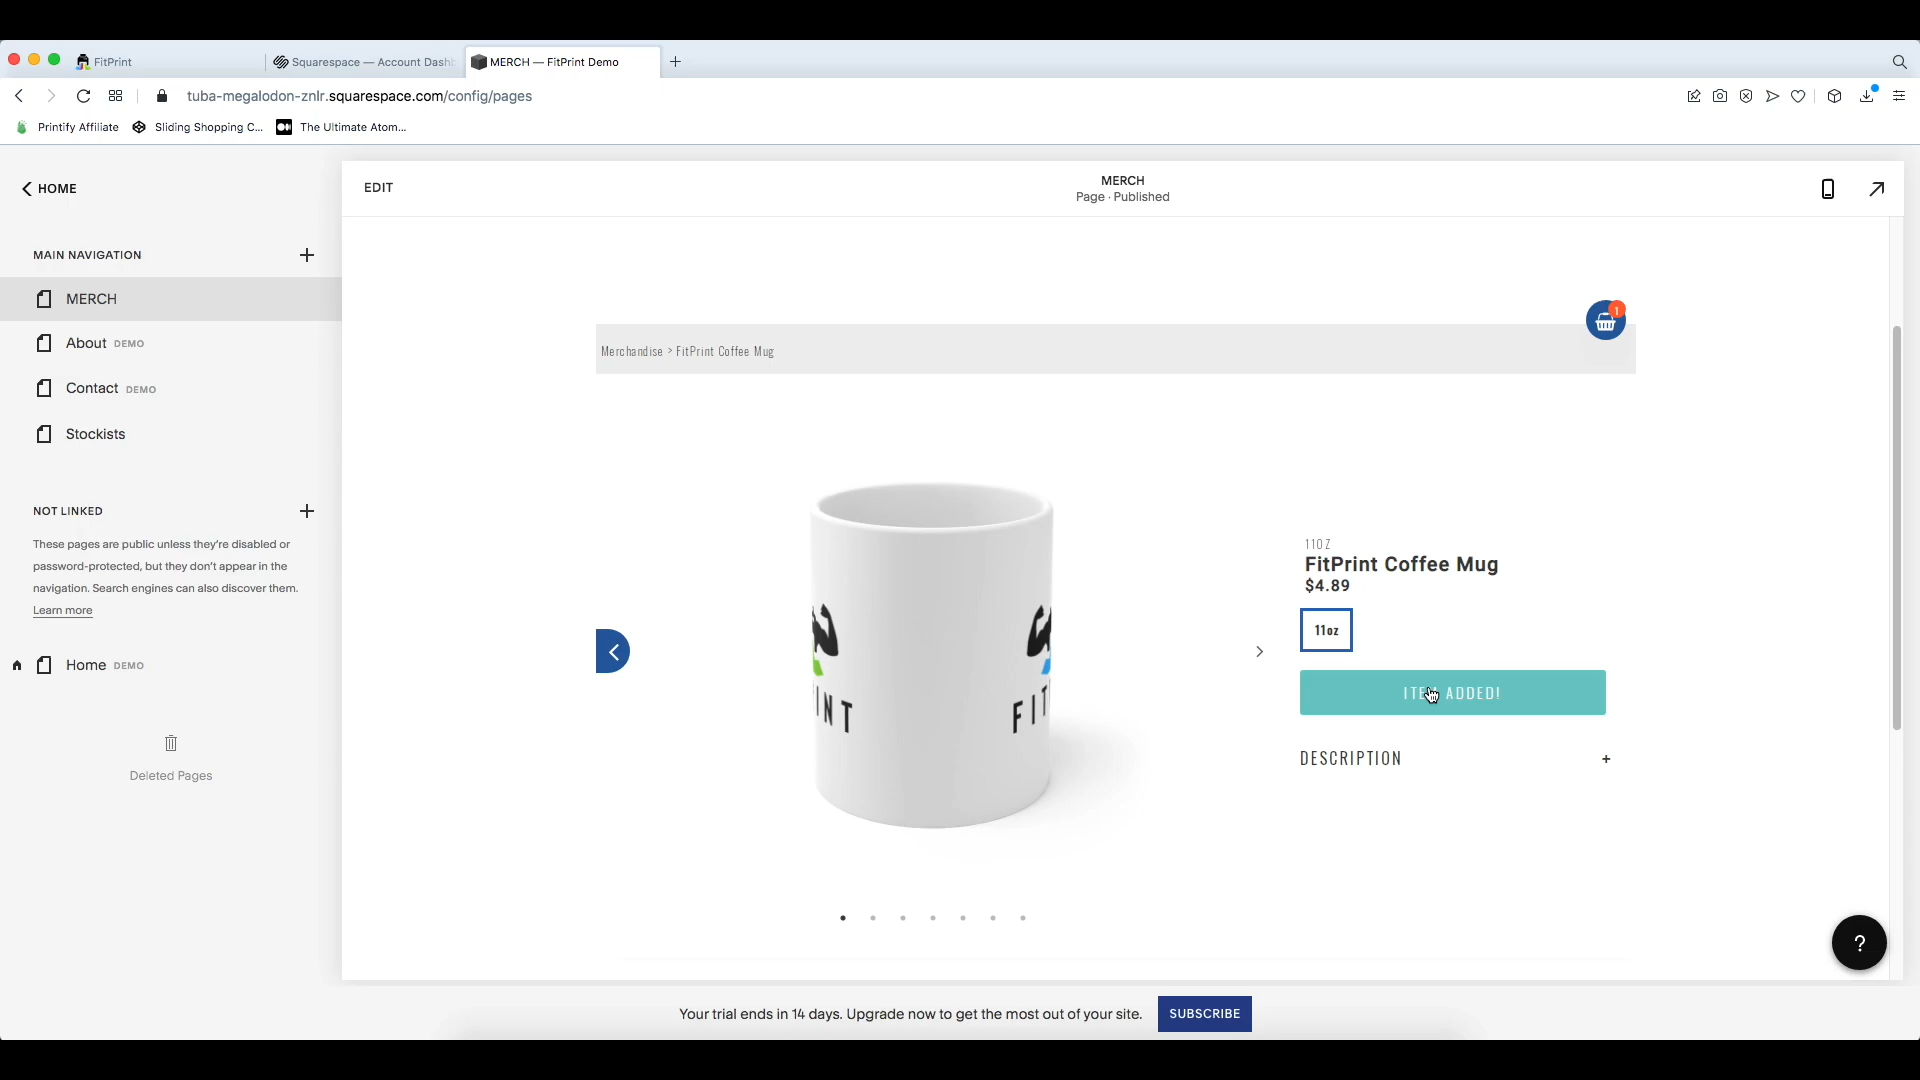 FitPrint
Squarespace — Account Dashb
MERCH — FitPrint Demo
tuba-megalodon-znlr.squarespace.com/config/pages
Printify Affiliate
Sliding Shopping C...
The Ultimate Atom...
HOME
EDIT
MERCH
Page · Published
MAIN NAVIGATION
MERCH
About DEMO
Contact DEMO
Stockists
NOT LINKED
These pages are public unless they're disabled or
password-protected, but they don't appear in the
navigation. Search engines can also discover them.
Learn more
Home DEMO
Deleted Pages
1
Merchandise > FitPrint Coffee Mug
INT
FIT
11OZ
FitPrint Coffee Mug
$4.89
11oz
ITEM ADDED!
DESCRIPTION +
?
Your trial ends in 14 days. Upgrade now to get the most out of your site.
SUBSCRIBE